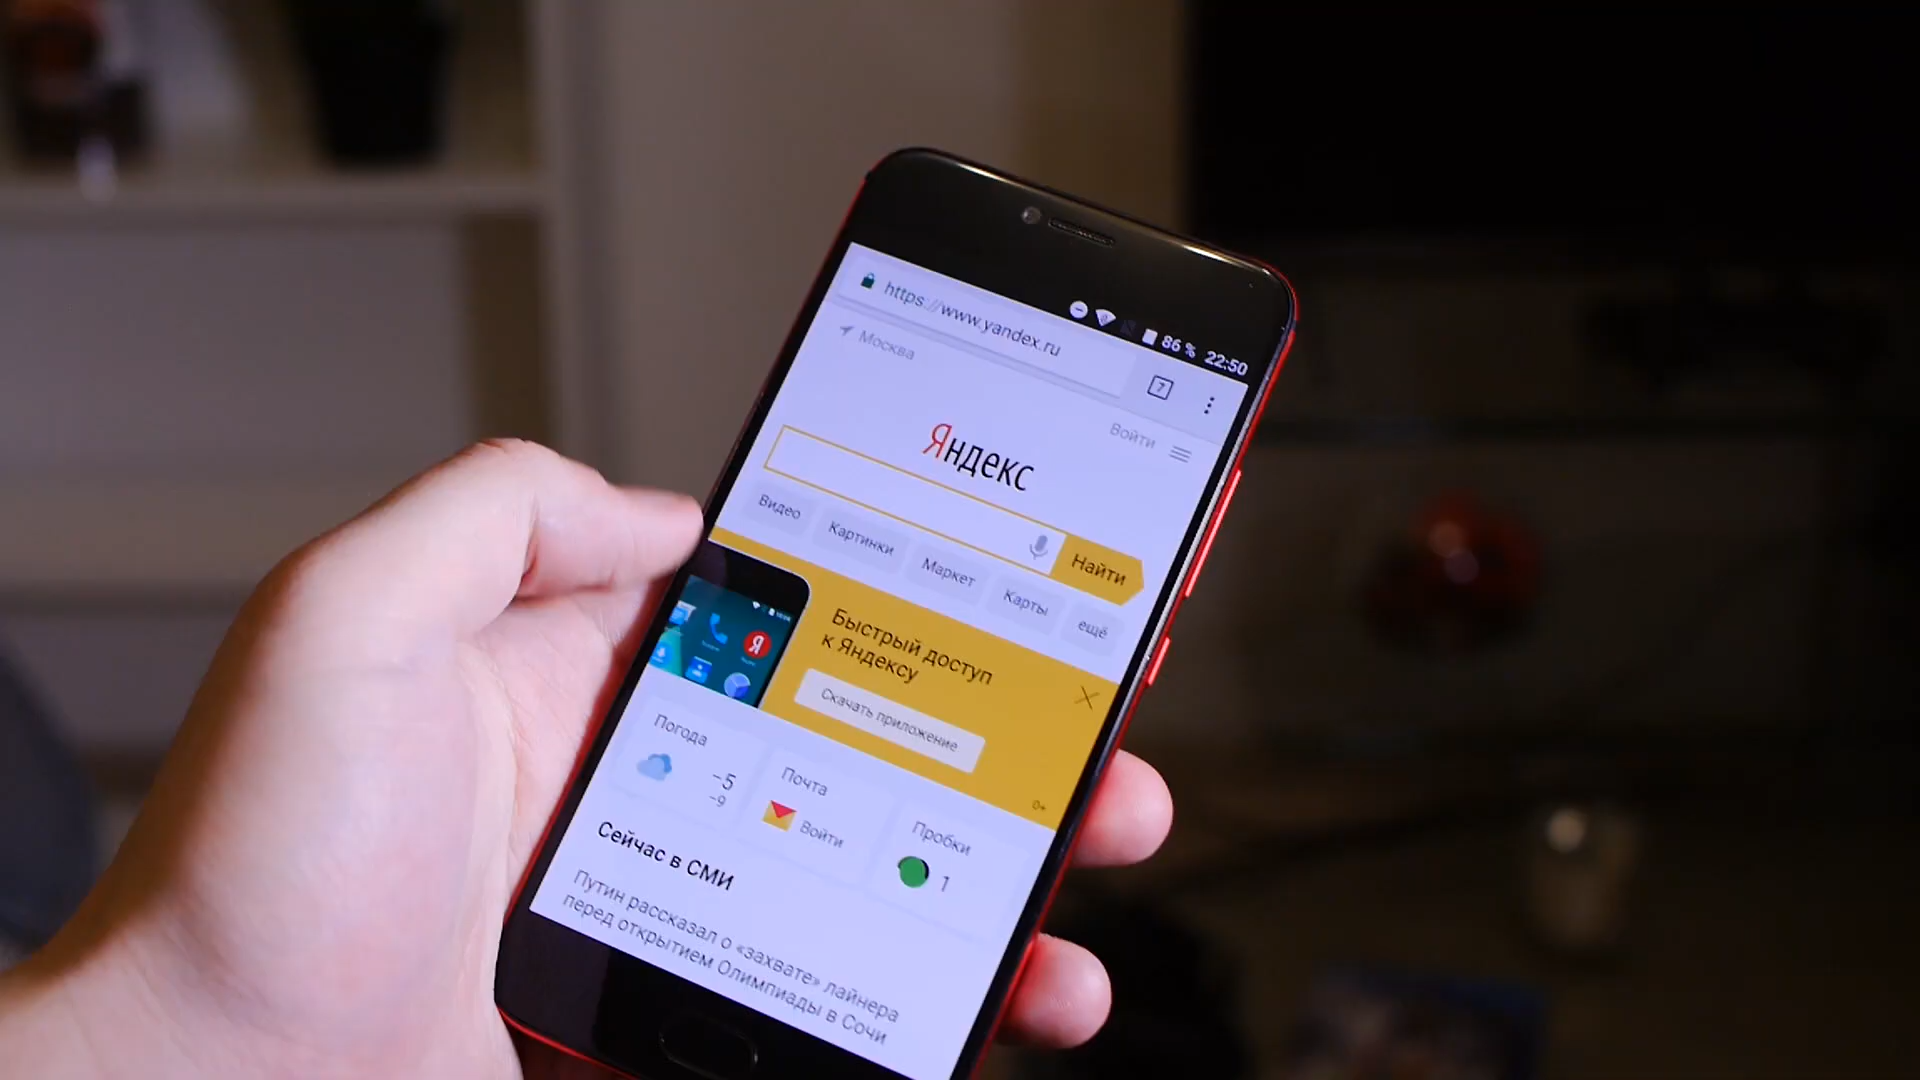 86 % 22:50
https://www.yandex.ru
7
Москва
Войти
Яндекс
Найти
Видео
Картинки
Маркет
Карты
ещё
Я
Быстрый доступ
к Яндексу
Скачать приложение
0+
Погода
−5
−9
Почта
Войти
Пробки
1
Сейчас в СМИ
Путин рассказал о «захвате» лайнера
перед открытием Олимпиады в Сочи